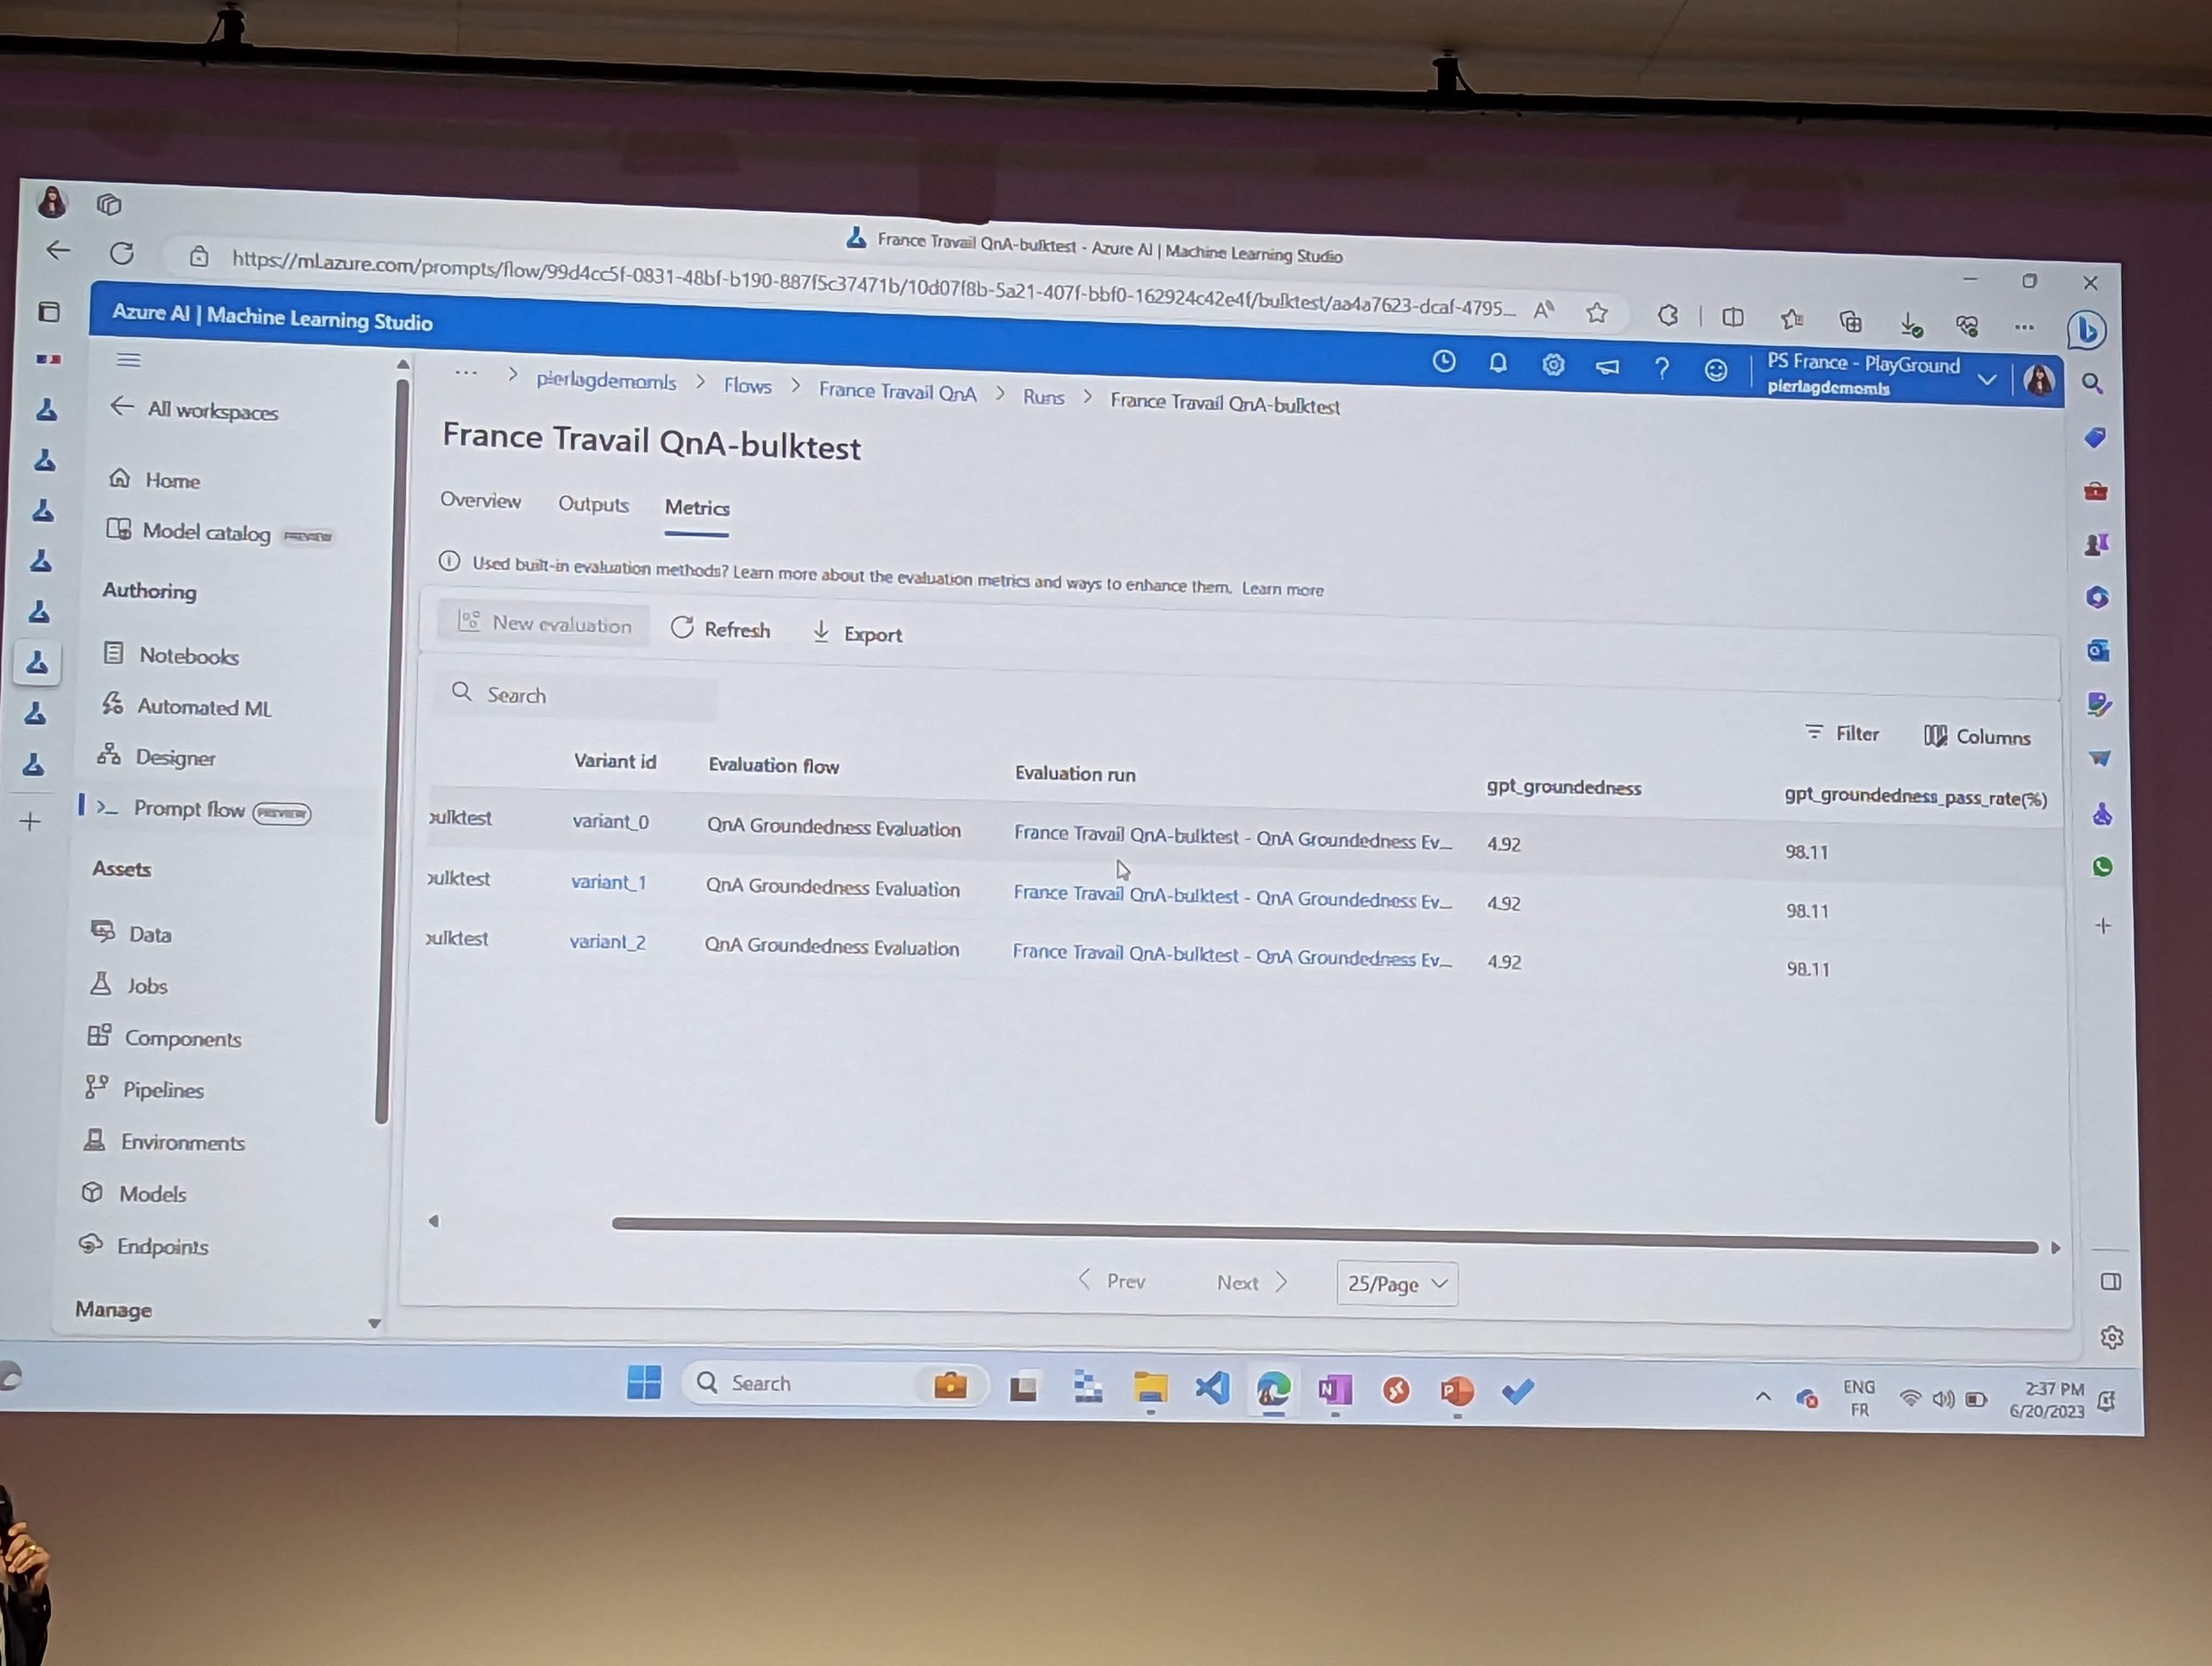 France Travail QnA-bulktest - Azure AI | Machine Learning Studio
https://ml.azure.com/prompts/flow/99d4cc5f-0831-48bf-b190-887f5c37471b/10d07f8b-5a21-407f-bbf0-162924c42e4f/bulktest/aa4a7623-dcaf-4795...
Azure AI | Machine Learning Studio
PS France - PlayGround
pierlagdemomls
... > pierlagdemomls > Flows > France Travail QnA > Runs > France Travail QnA-bulktest
All workspaces
Home
Model catalog PREVIEW
Authoring
Notebooks
Automated ML
Designer
Prompt flow PREVIEW
Assets
Data
Jobs
Components
Pipelines
Environments
Models
Endpoints
Manage
France Travail QnA-bulktest
Overview Outputs Metrics
Used built-in evaluation methods? Learn more about the evaluation metrics and ways to enhance them. Learn more
New evaluation Refresh Export
Search
Filter Columns
Variant id Evaluation flow Evaluation run gpt_groundedness gpt_groundedness_pass_rate(%)
ulktest variant_0 QnA Groundedness Evaluation France Travail QnA-bulktest - QnA Groundedness Ev... 4.92 98.11
ulktest variant_1 QnA Groundedness Evaluation France Travail QnA-bulktest - QnA Groundedness Ev... 4.92 98.11
ulktest variant_2 QnA Groundedness Evaluation France Travail QnA-bulktest - QnA Groundedness Ev... 4.92 98.11
Prev Next 25/Page
Search
ENG
FR
2:37 PM
6/20/2023